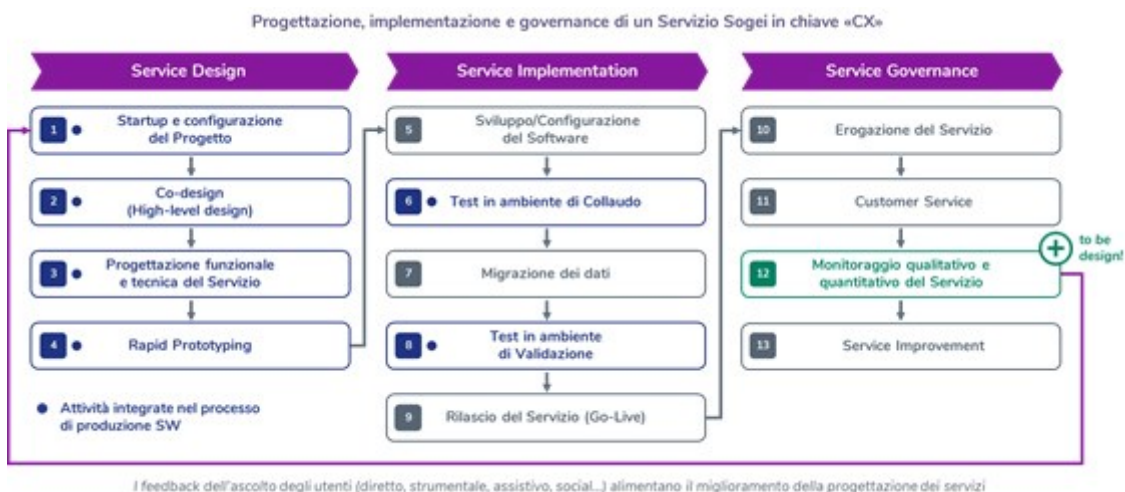 Progettazione, implementazione e governance di un Servizio Sogei in chiave «CX»
Service Design
1
Startup e configurazione
del Progetto
2
Co-design
(High-level design)
3
Progettazione funzionale
e tecnica del Servizio
4
Rapid Prototyping
Attività integrate nel processo
di produzione SW
Service Implementation
5
Sviluppo/Configurazione
del Software
6
Test in ambiente di Collaudo
7
Migrazione dei dati
8
Test in ambiente
di Validazione
9
Rilascio del Servizio (Go-Live)
Service Governance
10
Erogazione del Servizio
11
Customer Service
to be
design!
12
Monitoraggio qualitativo e
quantitativo del Servizio
13
Service Improvement
I feedback dell'ascolto degli utenti (diretto, strumentale, assistivo, social...) alimentano il miglioramento della progettazione dei servizi